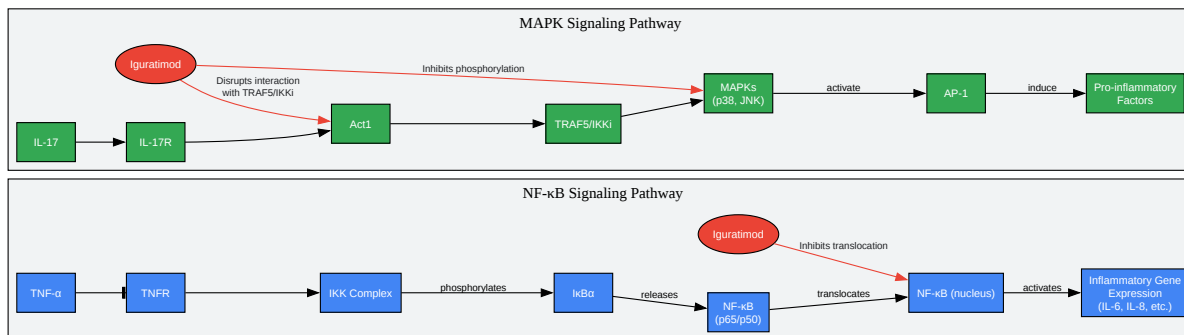 MAPK Signaling Pathway
Iguratimod
Inhibits phosphorylation
Disrupts interaction
with TRAF5/IKKi
MAPKs
(p38, JNK)
activate
AP-1
induce
Pro-inflammatory
Factors
IL-17
IL-17R
Act1
TRAF5/IKKi
NF-κB Signaling Pathway
Iguratimod
Inhibits translocation
TNF-α
TNFR
IKK Complex
phosphorylates
IκBα
releases
NF-κB
(p65/p50)
translocates
NF-κB (nucleus)
activates
Inflammatory Gene
Expression
(IL-6, IL-8, etc.)